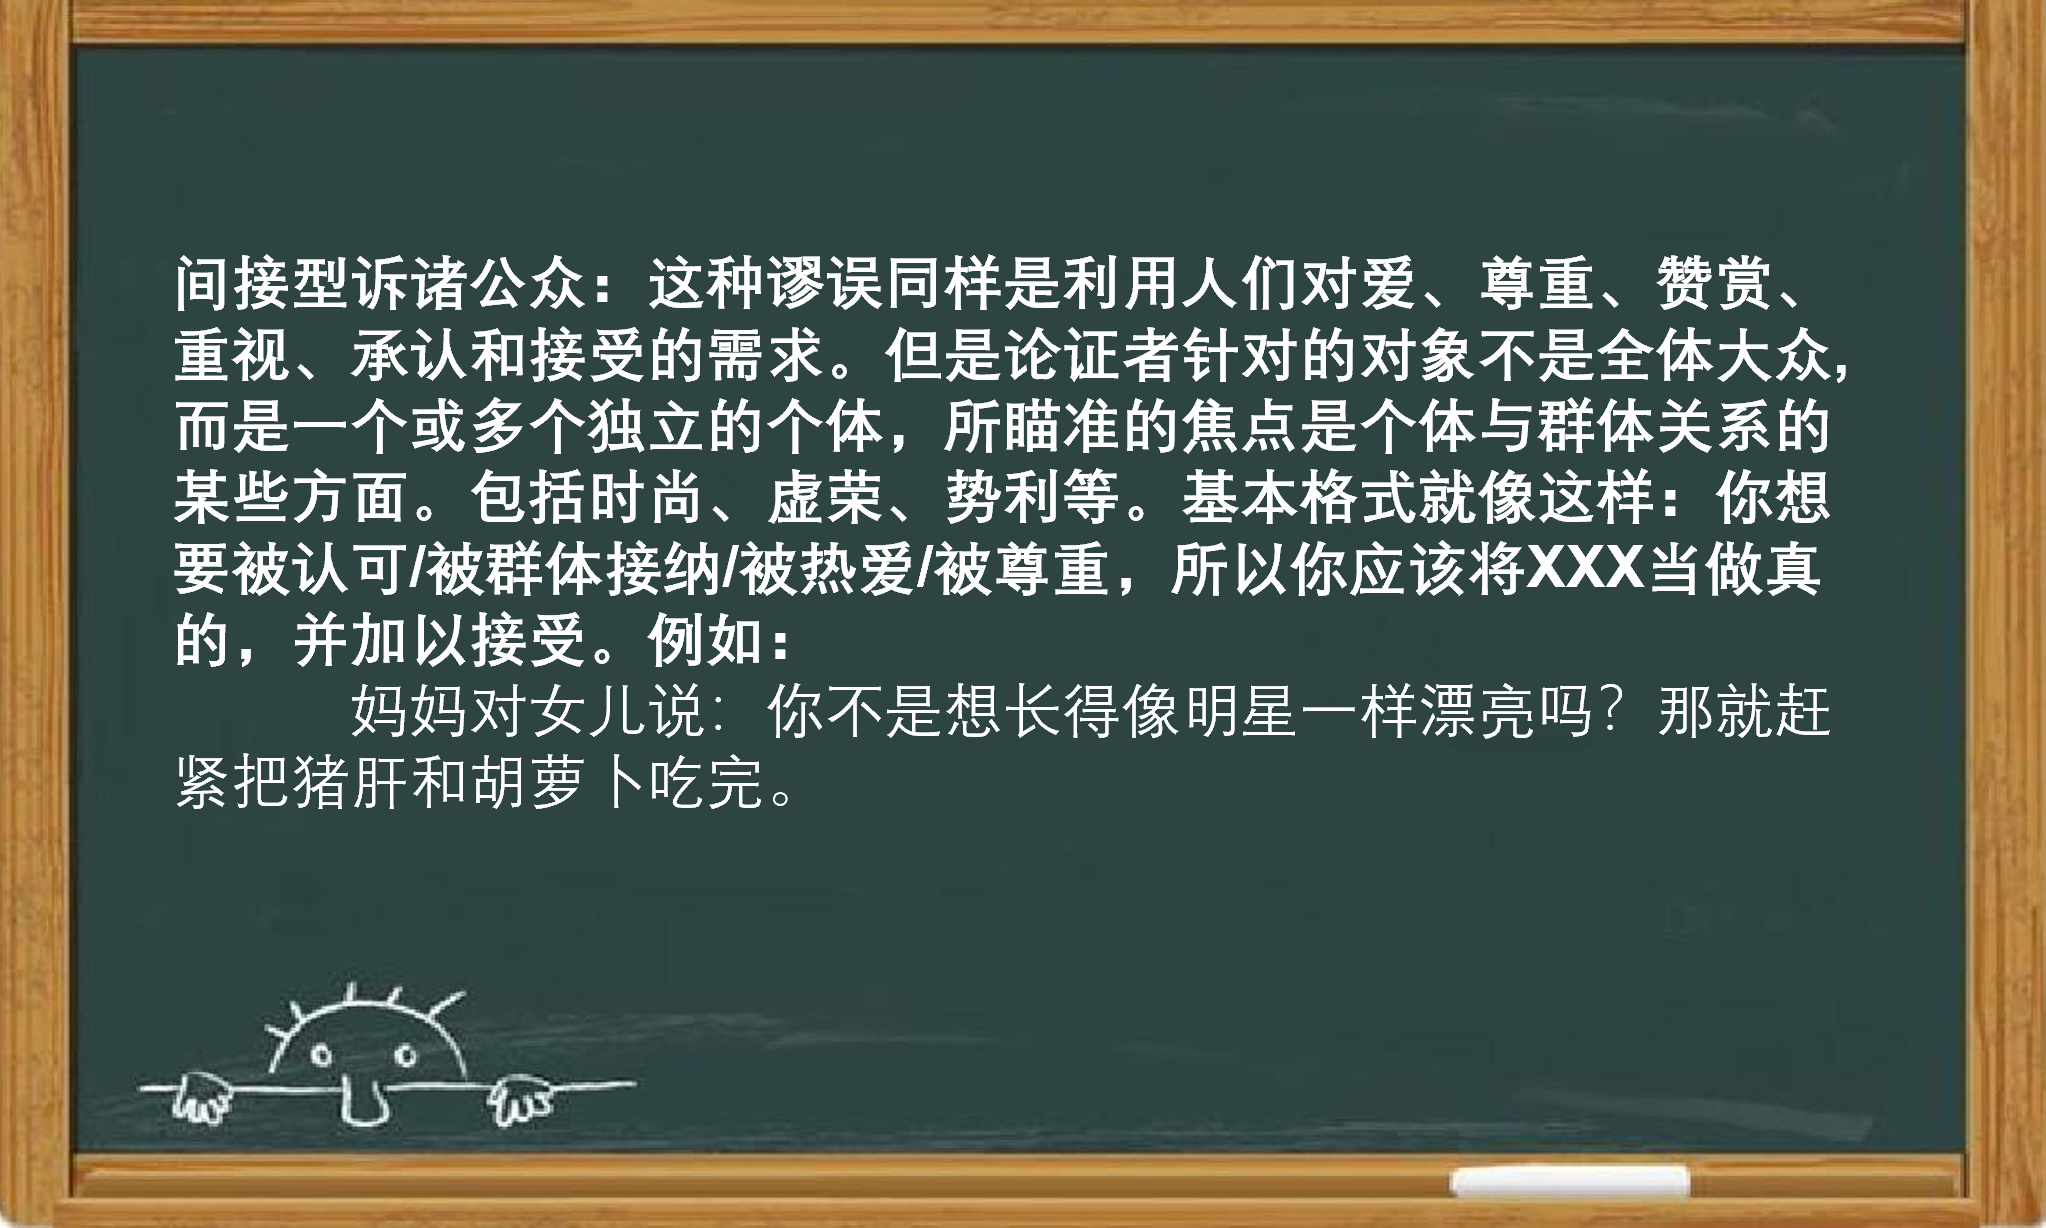 间接型诉诸公众：这种谬误同样是利用人们对爱、尊重、赞赏、
重视、承认和接受的需求。但是论证者针对的对象不是全体大众，
而是一个或多个独立的个体，所瞄准的焦点是个体与群体关系的
某些方面。包括时尚、虚荣、势利等。基本格式就像这样：你想
要被认可/被群体接纳/被热爱/被尊重，所以你应该将XXX当做真
的，并加以接受。例如：
妈妈对女儿说：你不是想长得像明星一样漂亮吗？那就赶
紧把猪肝和胡萝卜吃完。